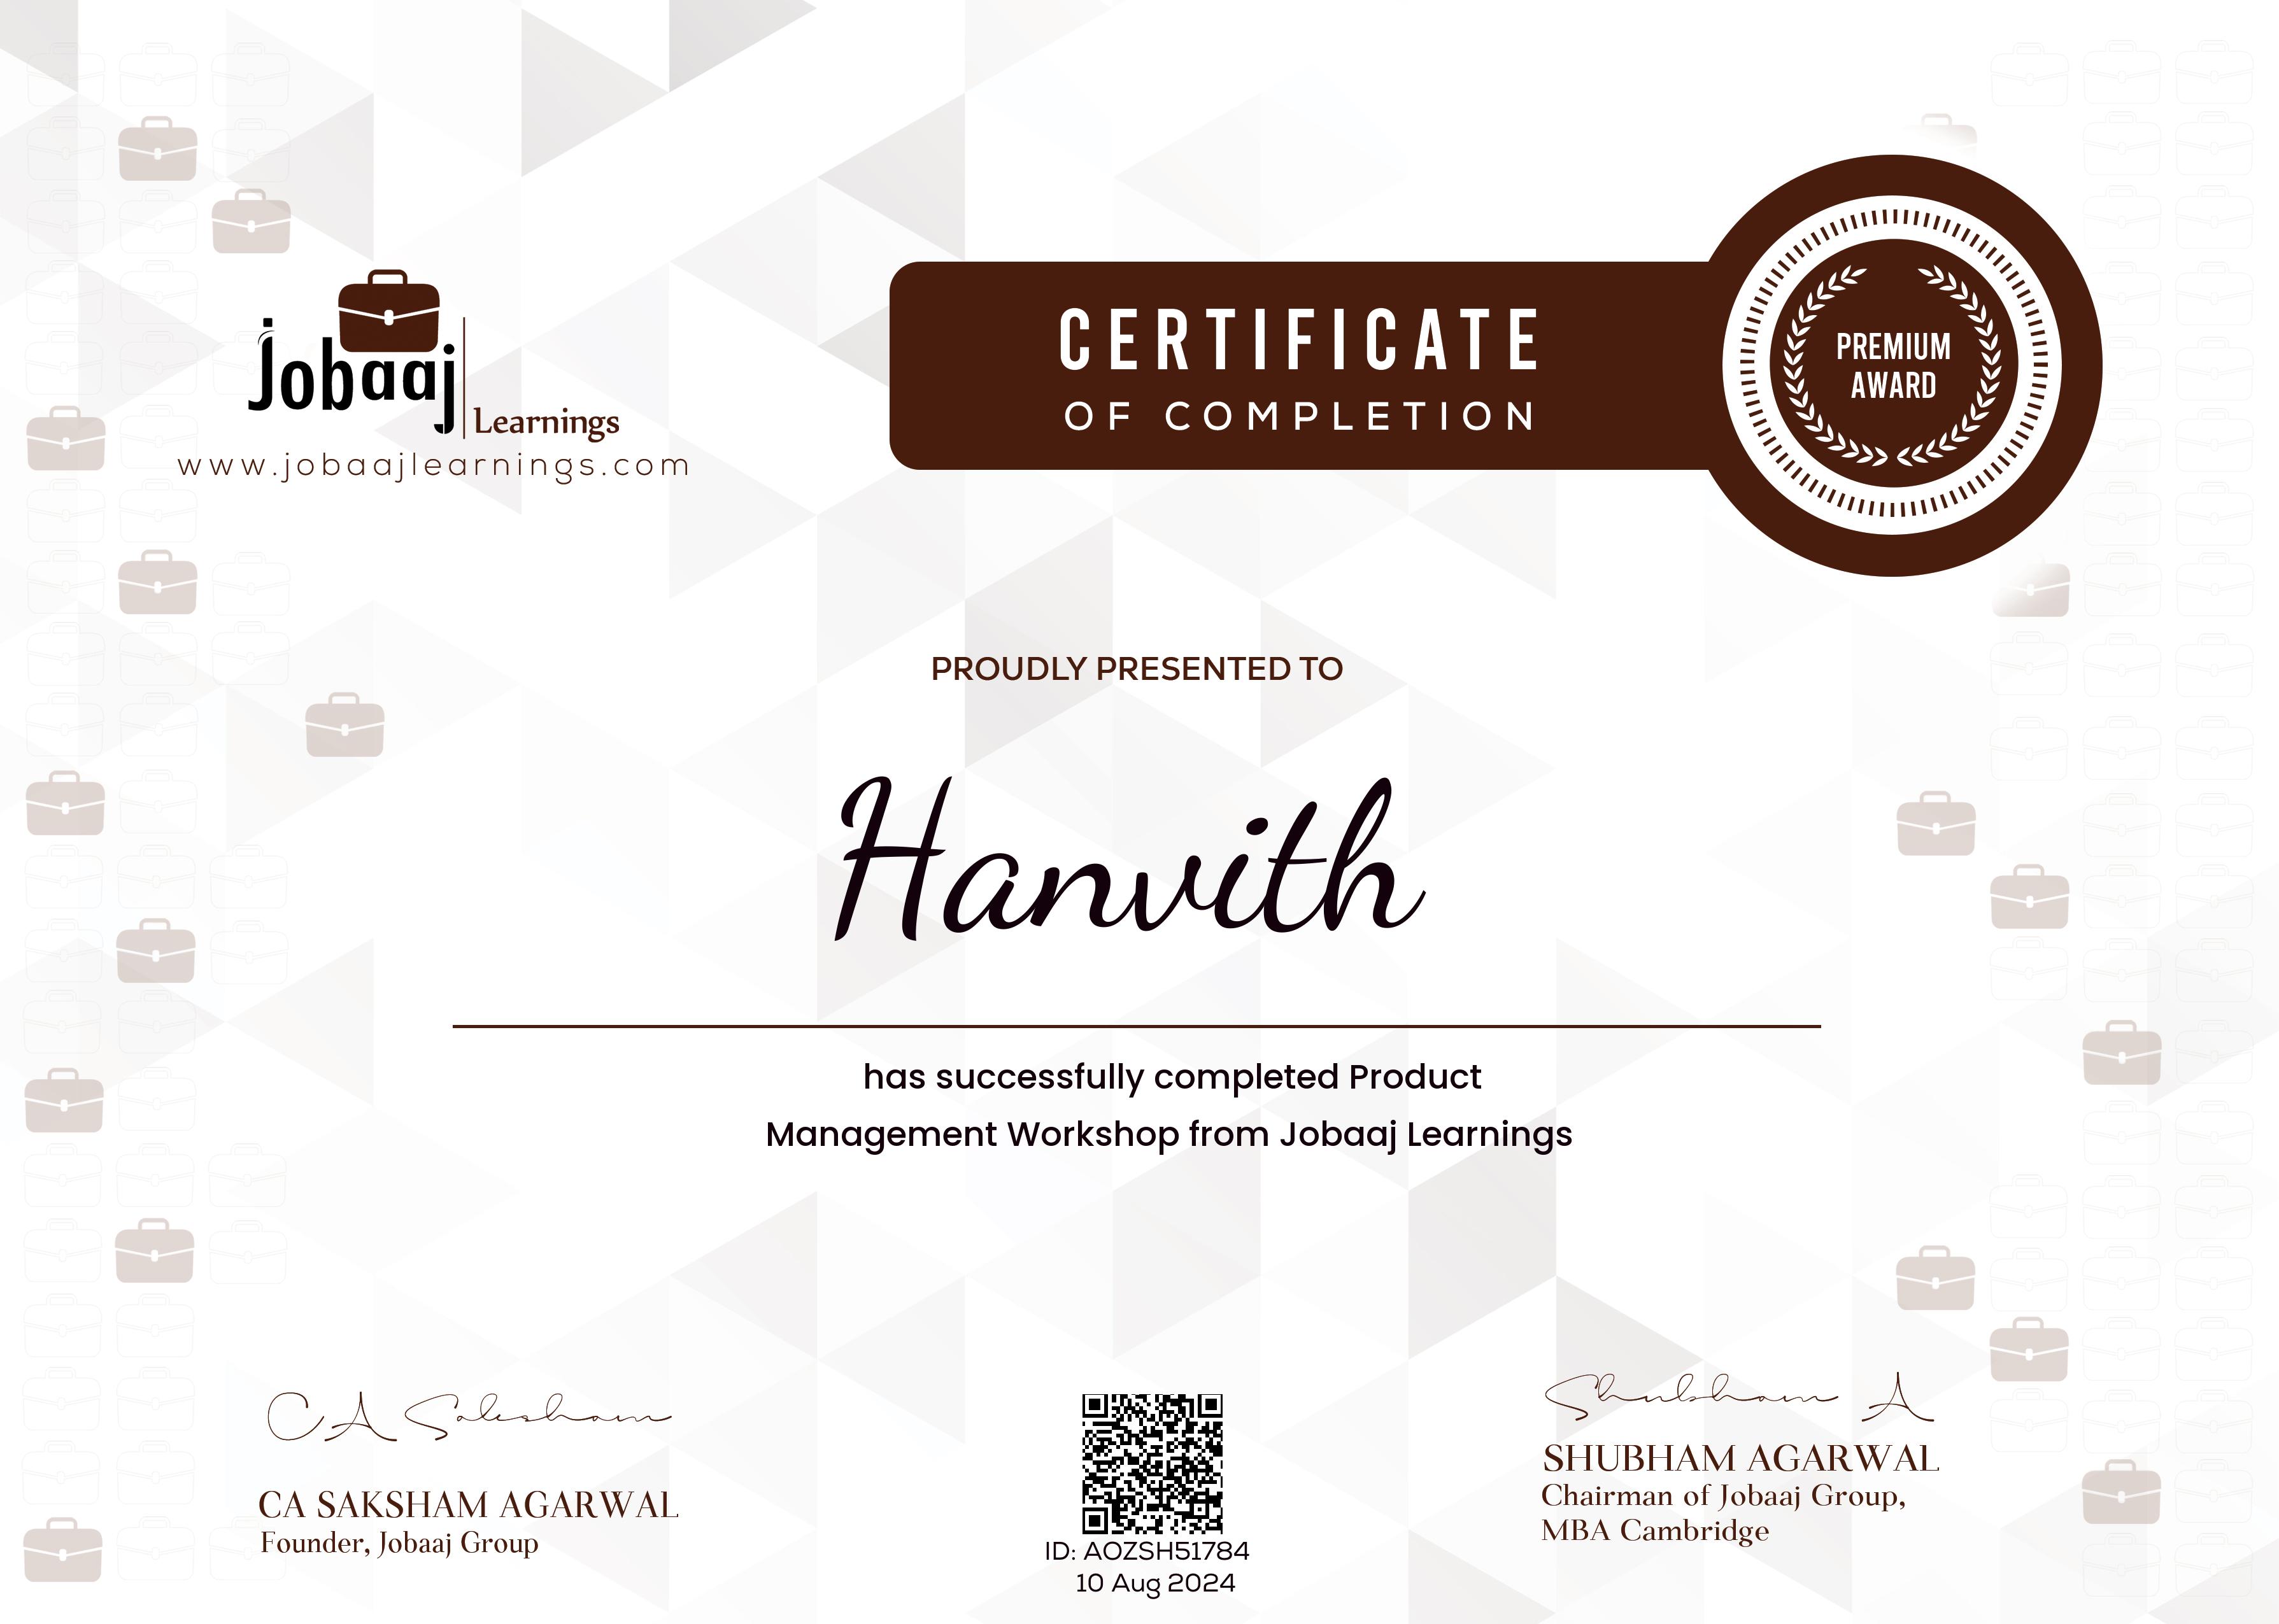 Jobaaj
Learnings
www.jobaajlearnings.com
CERTIFICATE
OF COMPLETION
PREMIUM
AWARD
PROUDLY PRESENTED TO
Hanvith
has successfully completed Product
Management Workshop from Jobaaj Learnings
CA Saksham
CA SAKSHAM AGARWAL
Founder, Jobaaj Group
ID: AOZSH51784
10 Aug 2024
Shubham A
SHUBHAM AGARWAL
Chairman of Jobaaj Group,
MBA Cambridge